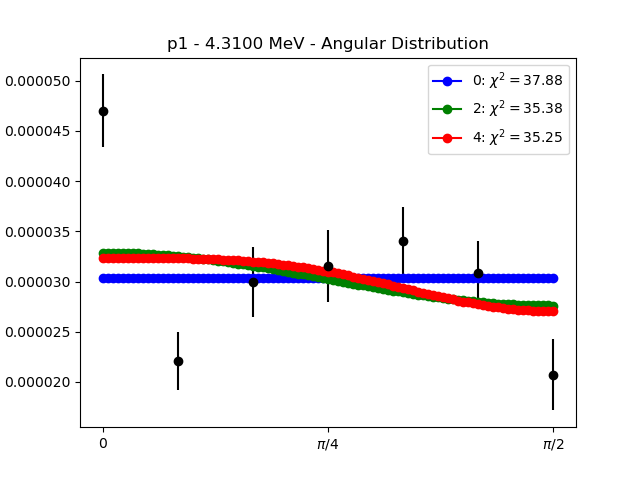 p1 - 4.3100 MeV - Angular Distribution
0: χ² = 37.88
2: χ² = 35.38
4: χ² = 35.25
0.000050
0.000045
0.000040
0.000035
0.000030
0.000025
0.000020
0 π/4 π/2